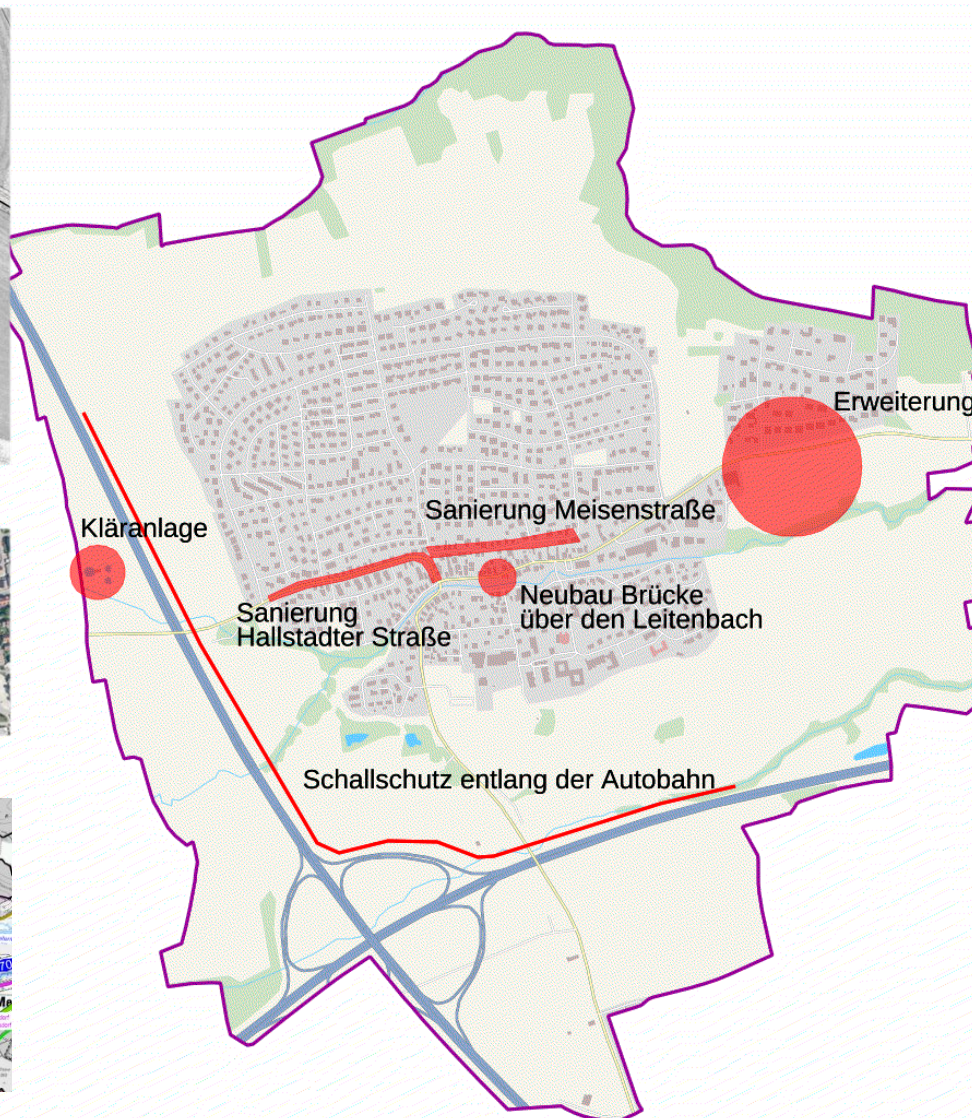 Erweiterung
Sanierung Meisenstraße
Kläranlage
Neubau Brücke
über den Leitenbach
Sanierung
Hallstadter Straße
Schallschutz entlang der Autobahn